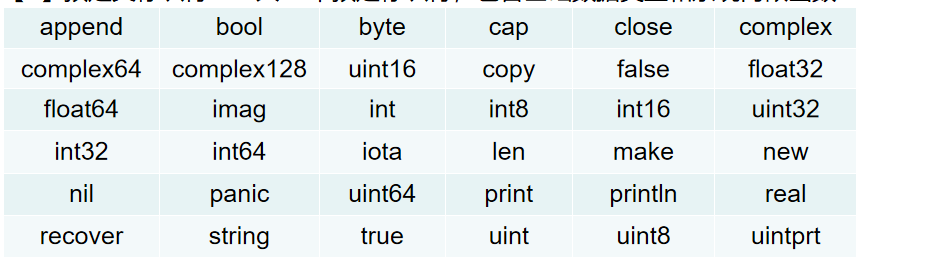 append bool byte cap close complex
complex64 complex128 uint16 copy false float32
float64 imag int int8 int16 uint32
int32 int64 iota len make new
nil panic uint64 print println real
recover string true uint uint8 uintprt